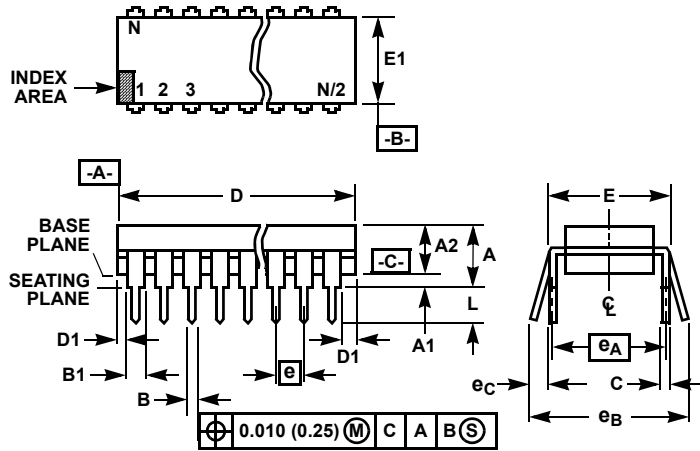 N
E1
INDEX
AREA
1 2 3 N/2
-B-
-A-
D
E
BASE
PLANE
A2
A
-C-
SEATING
PLANE
L
C
L
D1
A1
D1
eA
B1
e
eC
C
B
eB
0.010 (0.25) M C A B S